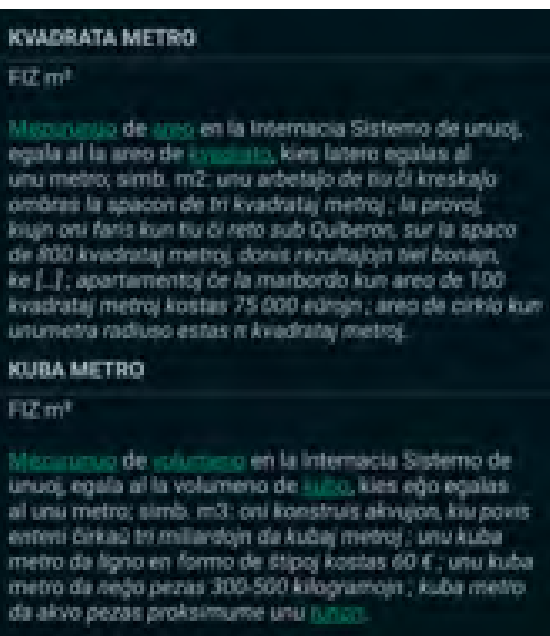 KVADRATA METRO
FIZ m²
Mezurunuo de areo en la Internacia Sistemo de unuoj,
egala al la areo de kvadrato, kies latero egalas al
unu metro; simb. m2: unu arbetaĵo de tiu ĉi kreskaĵo
ombras la spacon de tri kvadrataj metroj ; la provoj,
kiujn oni faris kun tiu ĉi reto sub Quiberon, sur la spaco
de 800 kvadrataj metroj, donis rezultojn tiel bonajn,
ke [...] ; apartamentoj ĉe la marbordo kun areo de 100
kvadrataj metroj kostas 75 000 eŭrojn ; areo de cirklo kun
unumetra radiuso estas π kvadrataj metroj.
KUBA METRO
FIZ m³
Mezurunuo de volumeno en la Internacia Sistemo de
unuoj, egala al la volumeno de kubo, kies eĝo egalas
al unu metro; simb. m3: oni konstruis akvujon, kiu povis
enteni ĉirkaŭ tri miliardojn da kubaj metroj ; unu kuba
metro da ligno en formo de ŝtipoj kostas 60 € ; unu kuba
metro da neĝo pezas 300-500 kilogramojn ; kuba metro
da akvo pezas proksimume unu tunon.